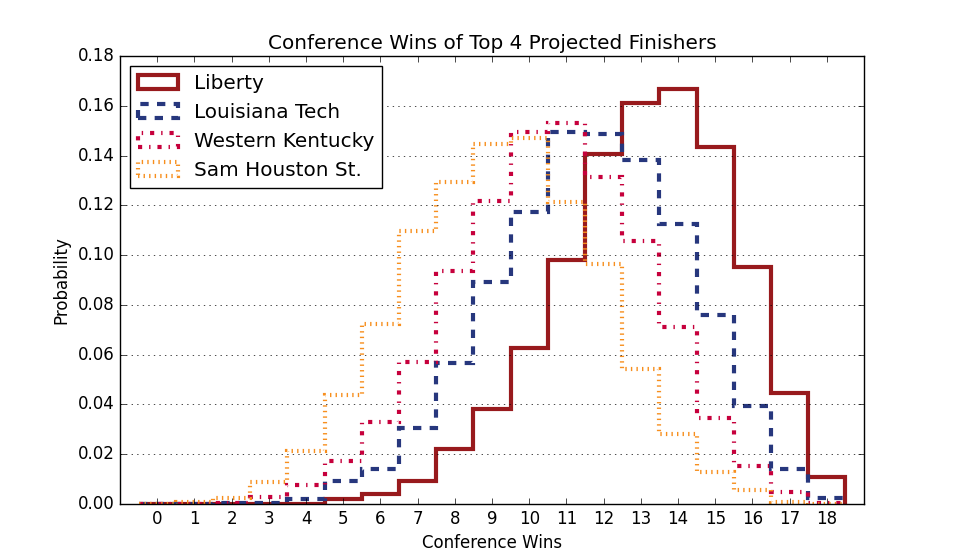 Conference Wins of Top 4 Projected Finishers
0.18
0.16
0.14
0.12
0.10
0.08
0.06
0.04
0.02
0.00
Probability
Liberty
Louisiana Tech
Western Kentucky
Sam Houston St.
0 1 2 3 4 5 6 7 8 9 10 11 12 13 14 15 16 17 18
Conference Wins